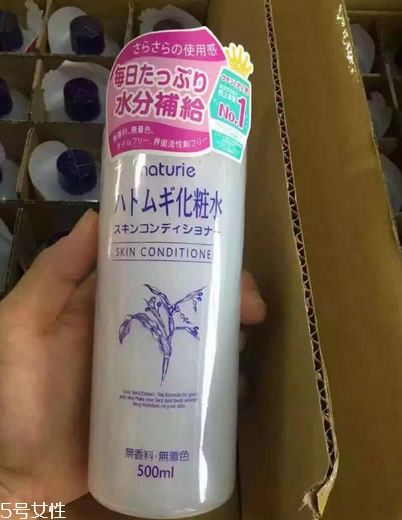 さらさらの使用感
毎日たっぷり
水分補給
無香料、無着色、
オイルフリー、界面活性剤フリー
No.1
naturie
ハトムギ化粧水
スキンコンディショナー
SKIN CONDITIONE
無香料・無着色
500ml
5号女性